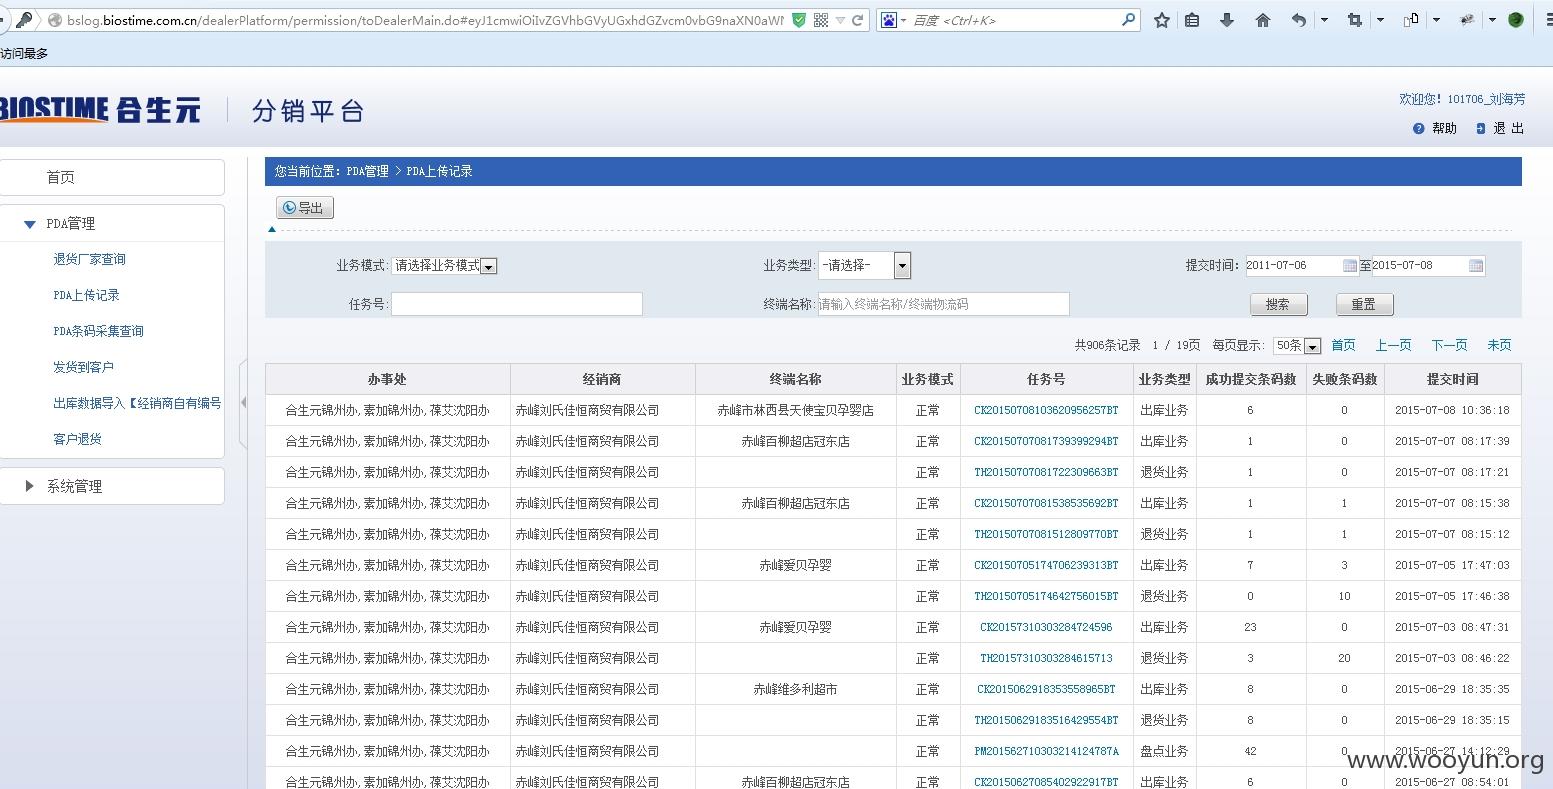 bslog.biostime.com.cn/dealerPlatform/permission/toDealerMain.do#eyJ1cmwiOiIvZGVhbGVyUGxhdGZvcm0vbG9naXN0aWN
百度 <Ctrl+K>
访问最多
BIOSTIME 合生元 分销平台
欢迎您! 101706_刘海芳
帮助 退 出
首页
PDA管理
退货厂家查询
PDA上传记录
PDA条码采集查询
发货到客户
出库数据导入【经销商自有编号
客户退货
系统管理
您当前位置: PDA管理 > PDA上传记录
导出
业务模式: 请选择业务模式 业务类型: -请选择- 提交时间: 2011-07-06 至 2015-07-08
任务号: 终端名称: 请输入终端名称/终端物流码 搜索 重置
共906条记录 1 / 19页 每页显示: 50条 首页 上一页 下一页 末页
办事处 经销商 终端名称 业务模式 任务号 业务类型 成功提交条码数 失败条码数 提交时间
合生元锦州办, 素加锦州办, 葆艾沈阳办 赤峰刘氏佳恒商贸有限公司 赤峰市林西县天使宝贝孕婴店 正常 CK20150708103620956257BT 出库业务 6 0 2015-07-08 10:36:18
合生元锦州办, 素加锦州办, 葆艾沈阳办 赤峰刘氏佳恒商贸有限公司 赤峰百柳超店冠东店 正常 CK20150707081739399294BT 出库业务 1 0 2015-07-07 08:17:39
合生元锦州办, 素加锦州办, 葆艾沈阳办 赤峰刘氏佳恒商贸有限公司 正常 TH20150707081722309663BT 退货业务 1 0 2015-07-07 08:17:21
合生元锦州办, 素加锦州办, 葆艾沈阳办 赤峰刘氏佳恒商贸有限公司 赤峰百柳超店冠东店 正常 CK20150707081538535692BT 出库业务 1 1 2015-07-07 08:15:38
合生元锦州办, 素加锦州办, 葆艾沈阳办 赤峰刘氏佳恒商贸有限公司 正常 TH20150707081512809770BT 退货业务 1 1 2015-07-07 08:15:12
合生元锦州办, 素加锦州办, 葆艾沈阳办 赤峰刘氏佳恒商贸有限公司 赤峰爱贝孕婴 正常 CK20150705174706239313BT 出库业务 7 3 2015-07-05 17:47:03
合生元锦州办, 素加锦州办, 葆艾沈阳办 赤峰刘氏佳恒商贸有限公司 正常 TH20150705174642756015BT 退货业务 0 10 2015-07-05 17:46:38
合生元锦州办, 素加锦州办, 葆艾沈阳办 赤峰刘氏佳恒商贸有限公司 赤峰爱贝孕婴 正常 CK20157310303284724596 出库业务 23 0 2015-07-03 08:47:31
合生元锦州办, 素加锦州办, 葆艾沈阳办 赤峰刘氏佳恒商贸有限公司 正常 TH20157310303284615713 退货业务 3 20 2015-07-03 08:46:22
合生元锦州办, 素加锦州办, 葆艾沈阳办 赤峰刘氏佳恒商贸有限公司 赤峰维多利超市 正常 CK20150629183535589​65BT 出库业务 8 0 2015-06-29 18:35:35
合生元锦州办, 素加锦州办, 葆艾沈阳办 赤峰刘氏佳恒商贸有限公司 正常 TH20150629183516429554BT 退货业务 8 0 2015-06-29 18:35:15
合生元锦州办, 素加锦州办, 葆艾沈阳办 赤峰刘氏佳恒商贸有限公司 正常 PM201562710303214124787A 盘点业务 42 0 2015-06-27 14:12:29
合生元锦州办, 素加锦州办, 葆艾沈阳办 赤峰刘氏佳恒商贸有限公司 赤峰百柳超店冠东店 正常 CK20150627085402922917BT 出库业务 6 0 2015-06-27 08:54:01
www.wooyun.org